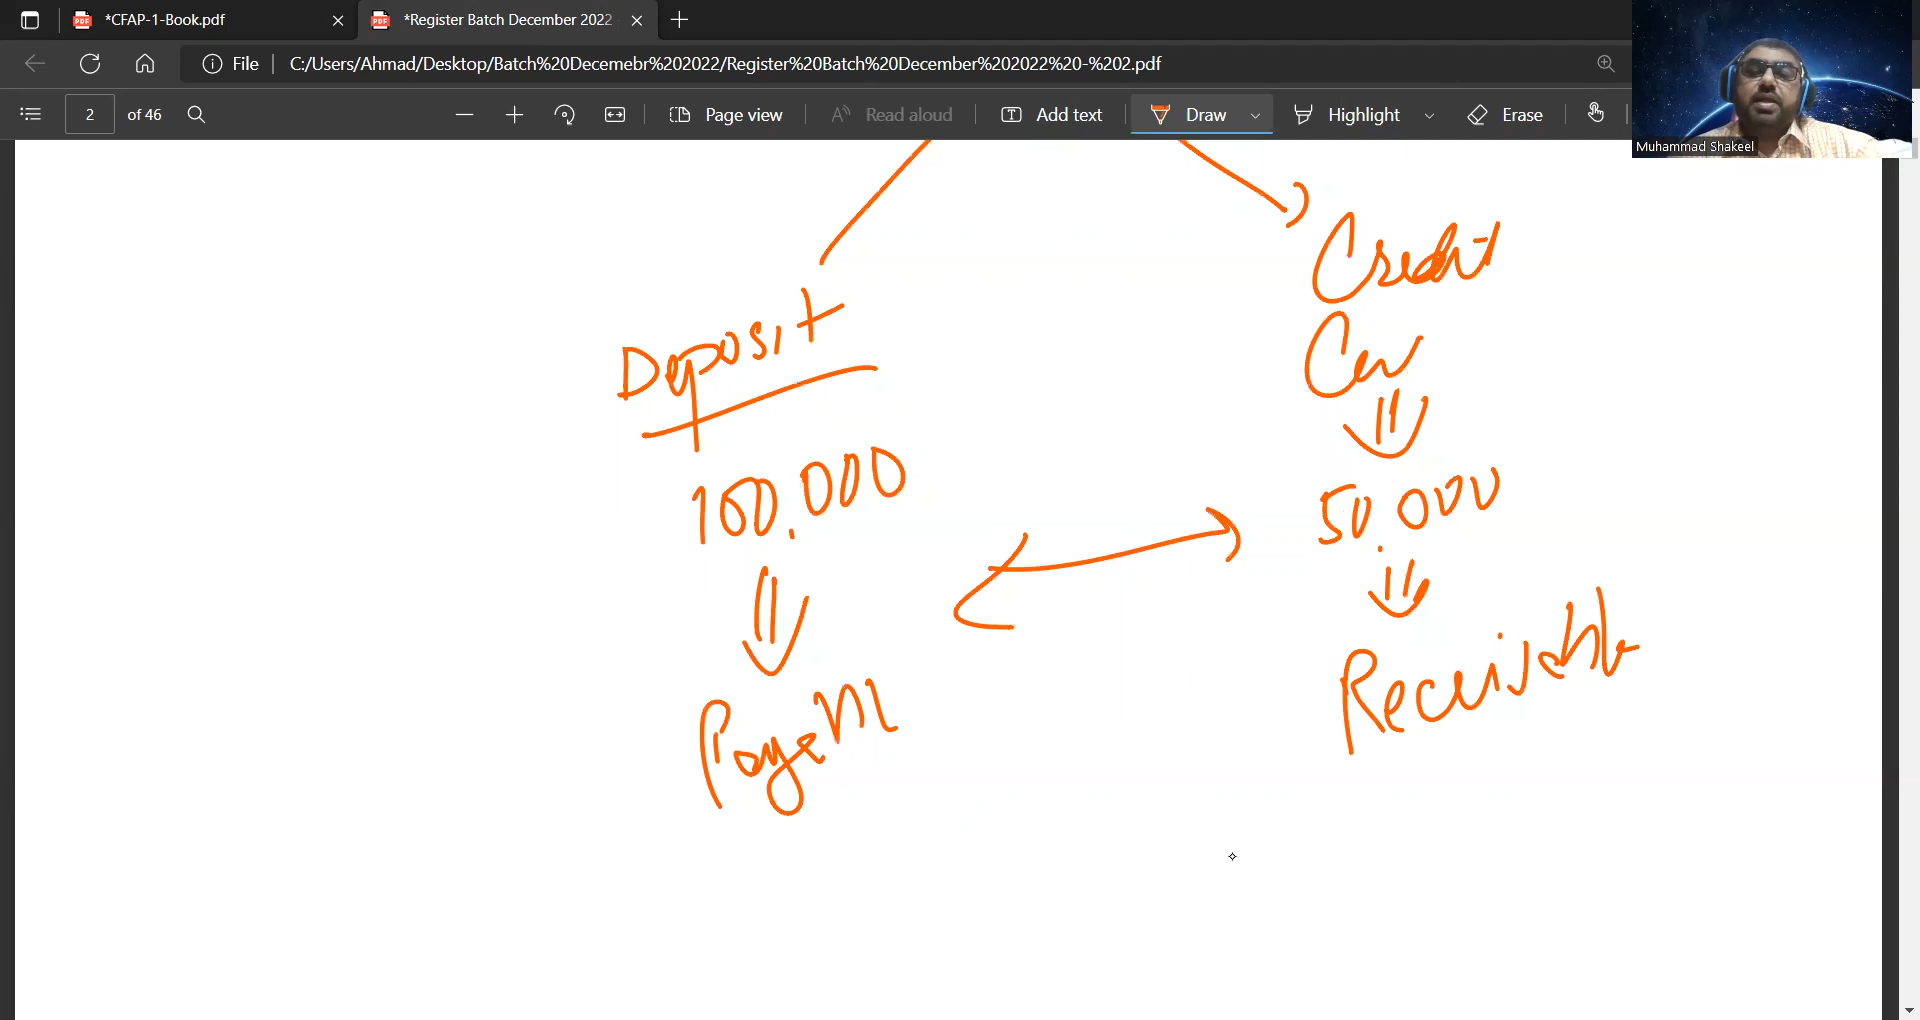 *CFAP-1-Book.pdf
*Register Batch December 2022
File
C:/Users/Ahmad/Desktop/Batch%20Decemebr%202022/Register%20Batch%20December%202022%20-%202.pdf
2 of 46
Page view
Read aloud
Add text
Draw
Highlight
Erase
Muhammad Shakeel
Credit
Deposit
100.000
50.000
Receivable